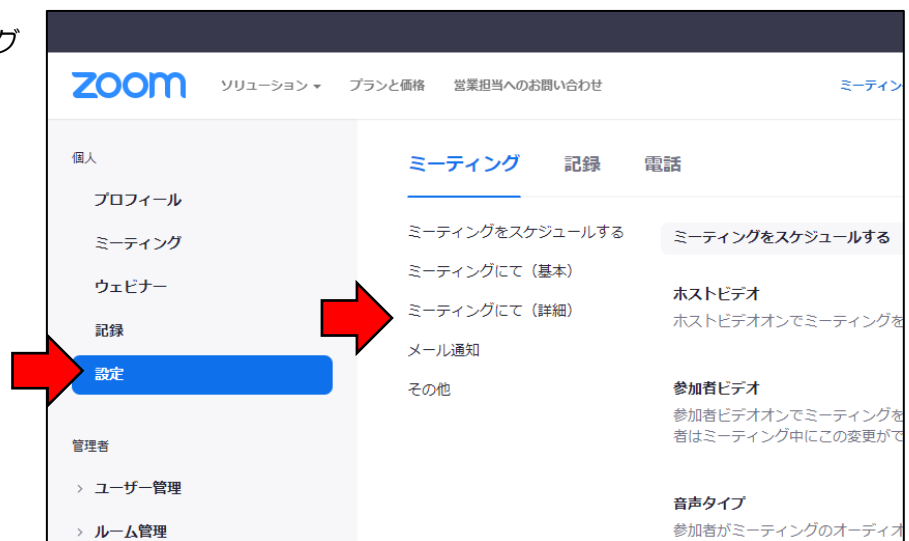 グ
zoom ソリューション プランと価格 営業担当へのお問い合わせ ミーティン
個人
プロフィール
ミーティング
ウェビナー
記録
設定
管理者
ユーザー管理
ルーム管理
ミーティング 記録 電話
ミーティングをスケジュールする
ミーティングにて（基本）
ミーティングにて（詳細）
メール通知
その他
ミーティングをスケジュールする
ホストビデオ
ホストビデオオンでミーティングを
参加者ビデオ
参加者ビデオオンでミーティングを
者はミーティング中にこの変更がで
音声タイプ
参加者がミーティングのオーディオ